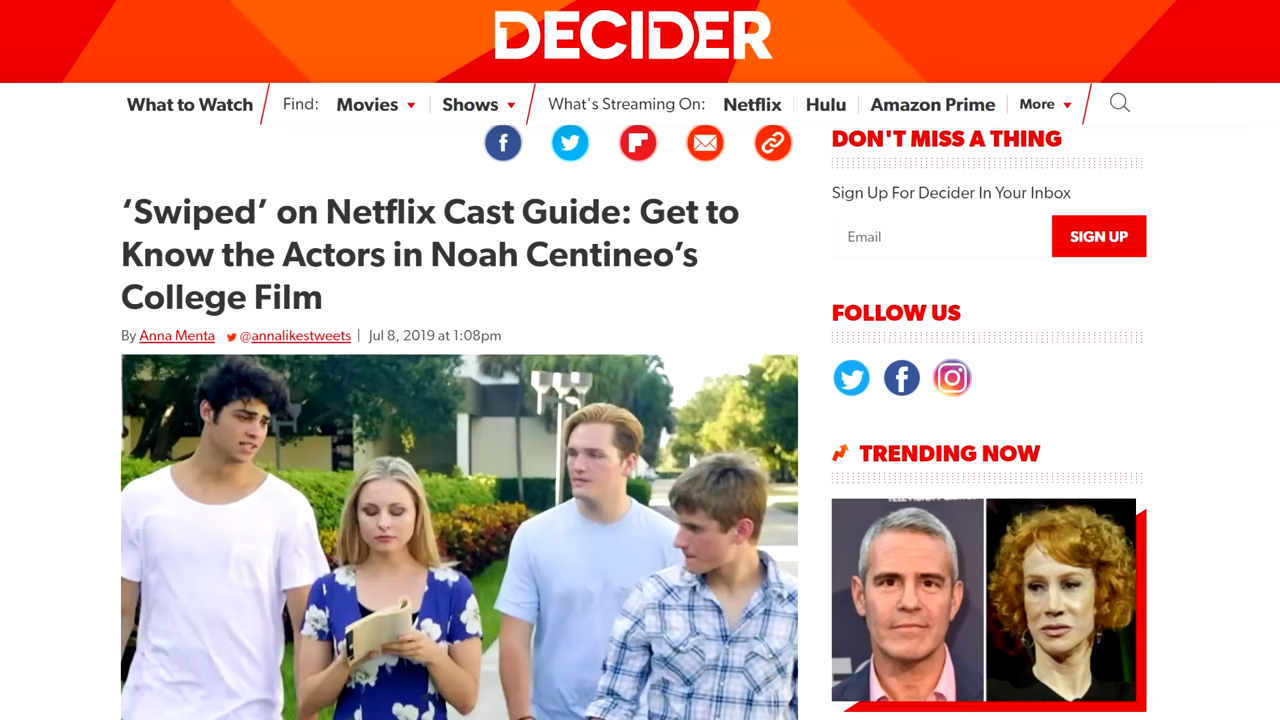 DECIDER
What to Watch
Find:
Movies
Shows
What's Streaming On:
Netflix
Hulu
Amazon Prime
More
‘Swiped’ on Netflix Cast Guide: Get to
Know the Actors in Noah Centineo’s
College Film
By Anna Menta @annalikestweets | Jul 8, 2019 at 1:08pm
DON'T MISS A THING
Sign Up For Decider In Your Inbox
Email
SIGN UP
FOLLOW US
TRENDING NOW